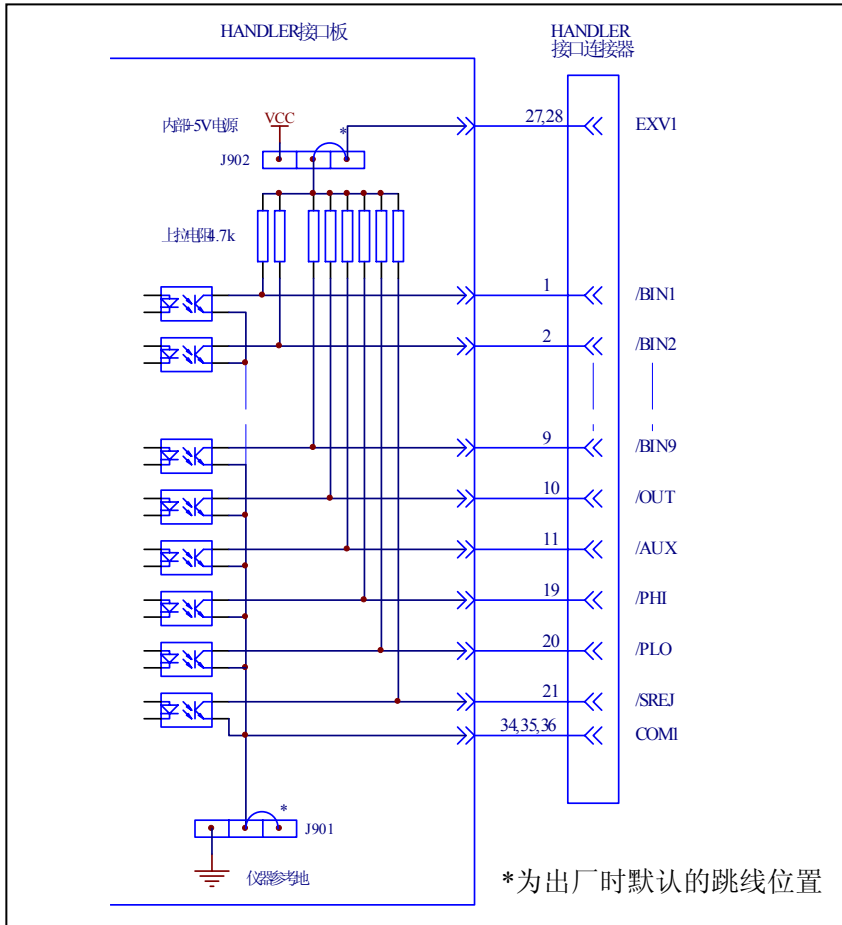 HANDLER接口板
HANDLER
接口连接器
内部+5V电源
VCC
*
27,28
EXV1
J902
上拉电阻4.7k
1
/BIN1
2
/BIN2
9
/BIN9
10
/OUT
11
/AUX
19
/PHI
20
/PLO
21
/SREJ
34,35,36
COM1
*
J901
仪器参考地
*为出厂时默认的跳线位置